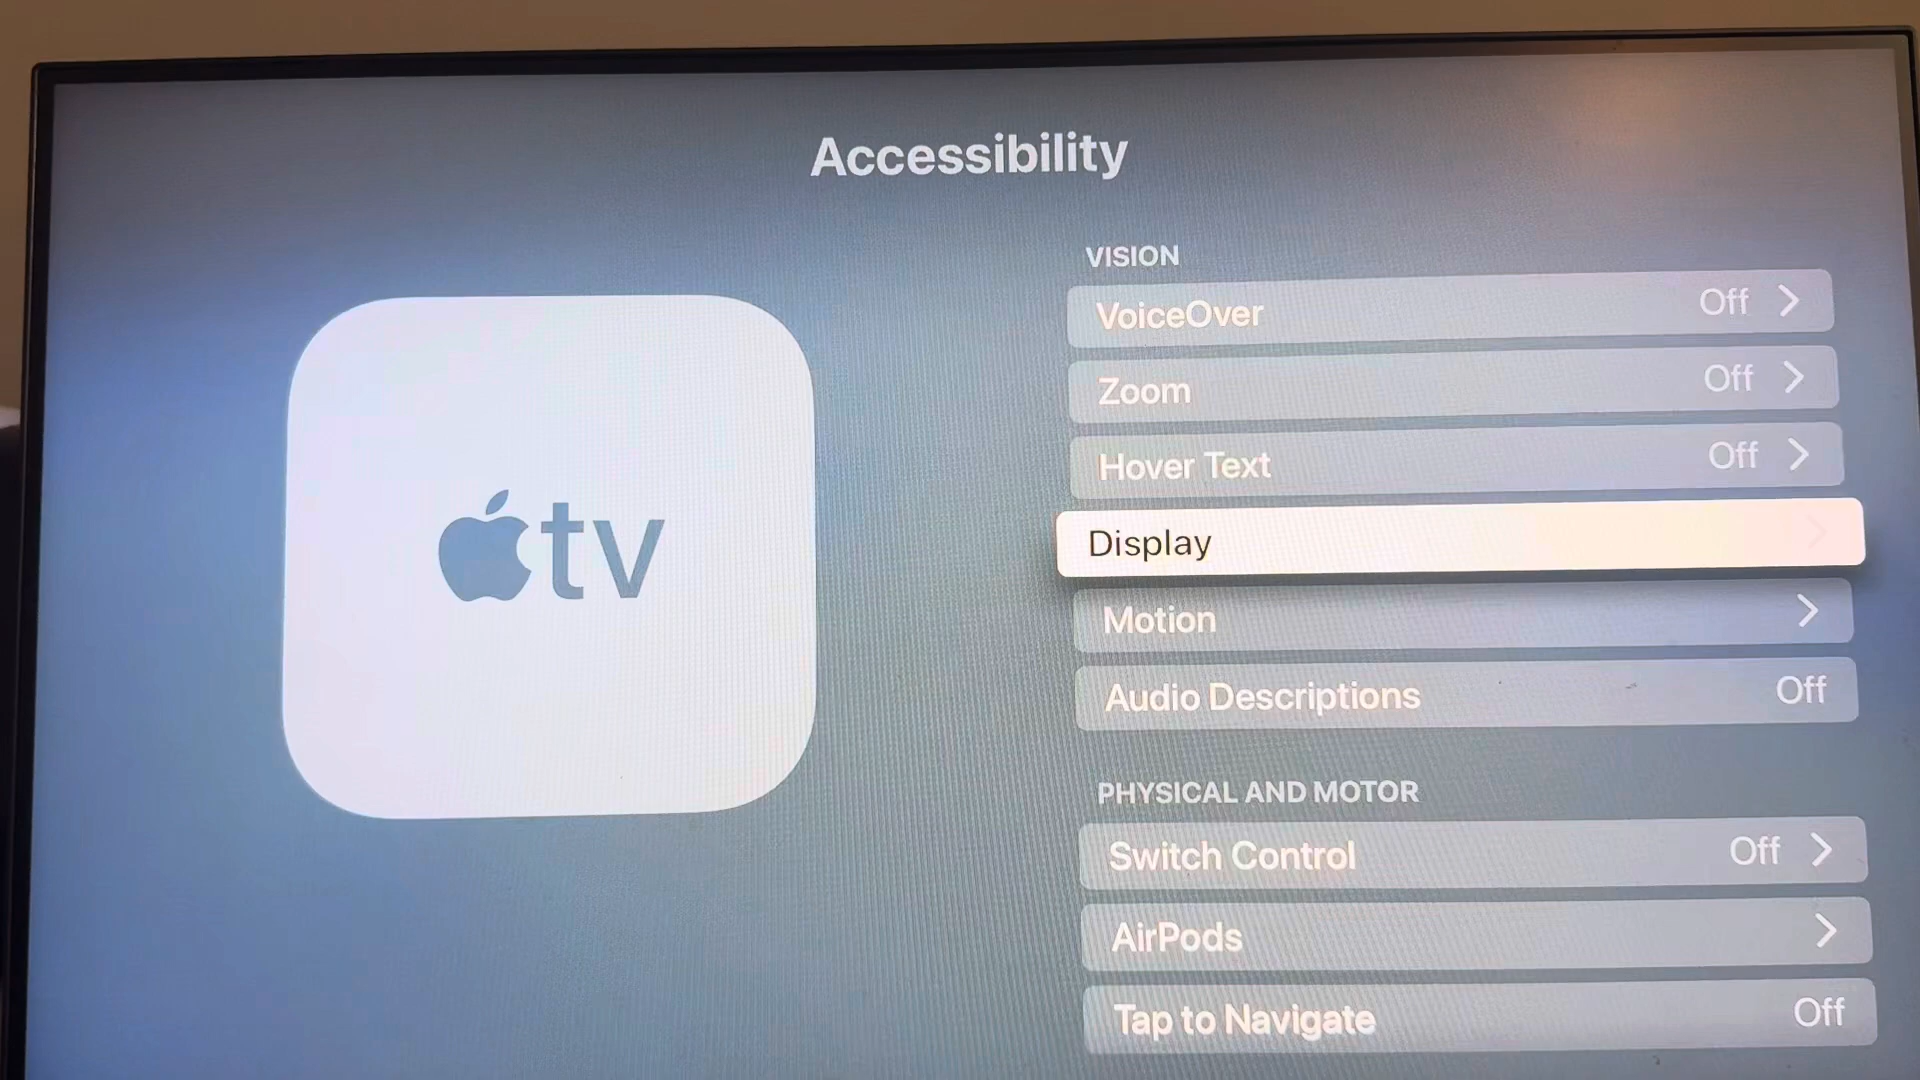 Accessibility
VISION
VoiceOver Off
Zoom Off
Hover Text Off
Display
Motion
Audio Descriptions Off
tv
PHYSICAL AND MOTOR
Switch Control Off
AirPods
Tap to Navigate Off